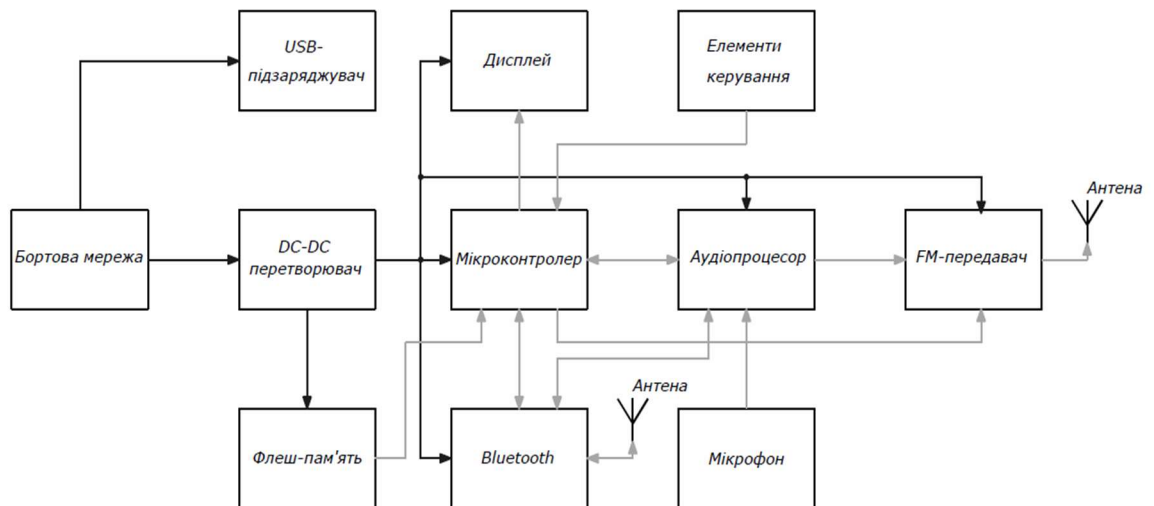 USB-
підзаряджувач
Дисплей
Елементи
керування
Бортова мережа
DC-DC
перетворювач
Мікроконтролер
Аудіопроцесор
FM-передавач
Антена
Флеш-пам'ять
Bluetooth
Антена
Мікрофон